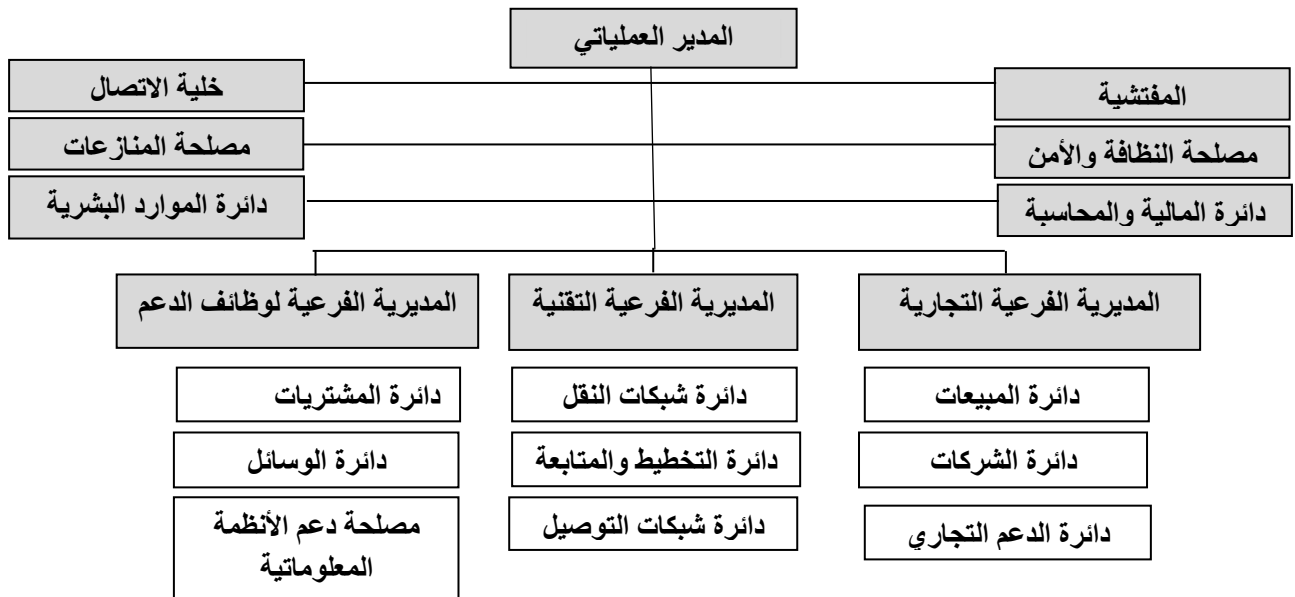 المدير العملياتي
المفتشية
خلية الاتصال
مصلحة النظافة والأمن
مصلحة المنازعات
دائرة المالية والمحاسبة
دائرة الموارد البشرية
المديرية الفرعية التجارية
المديرية الفرعية التقنية
المديرية الفرعية لوظائف الدعم
دائرة المبيعات
دائرة شبكات النقل
دائرة المشتريات
دائرة الشركات
دائرة التخطيط والمتابعة
دائرة الوسائل
دائرة الدعم التجاري
دائرة شبكات التوصيل
مصلحة دعم الأنظمة
المعلوماتية